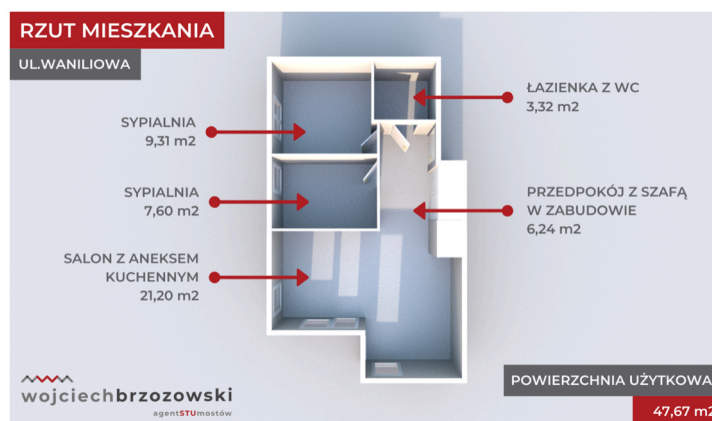 RZUT MIESZKANIA
UL.WANILIOWA
SYPIALNIA
9,31 m2
SYPIALNIA
7,60 m2
SALON Z ANEKSEM
KUCHENNYM
21,20 m2
ŁAZIENKA Z WC
3,32 m2
PRZEDPOKÓJ Z SZAFĄ
W ZABUDOWIE
6,24 m2
wojciechbrzozowski
agentSTUmostów
POWIERZCHNIA UŻYTKOWA
47,67 m2